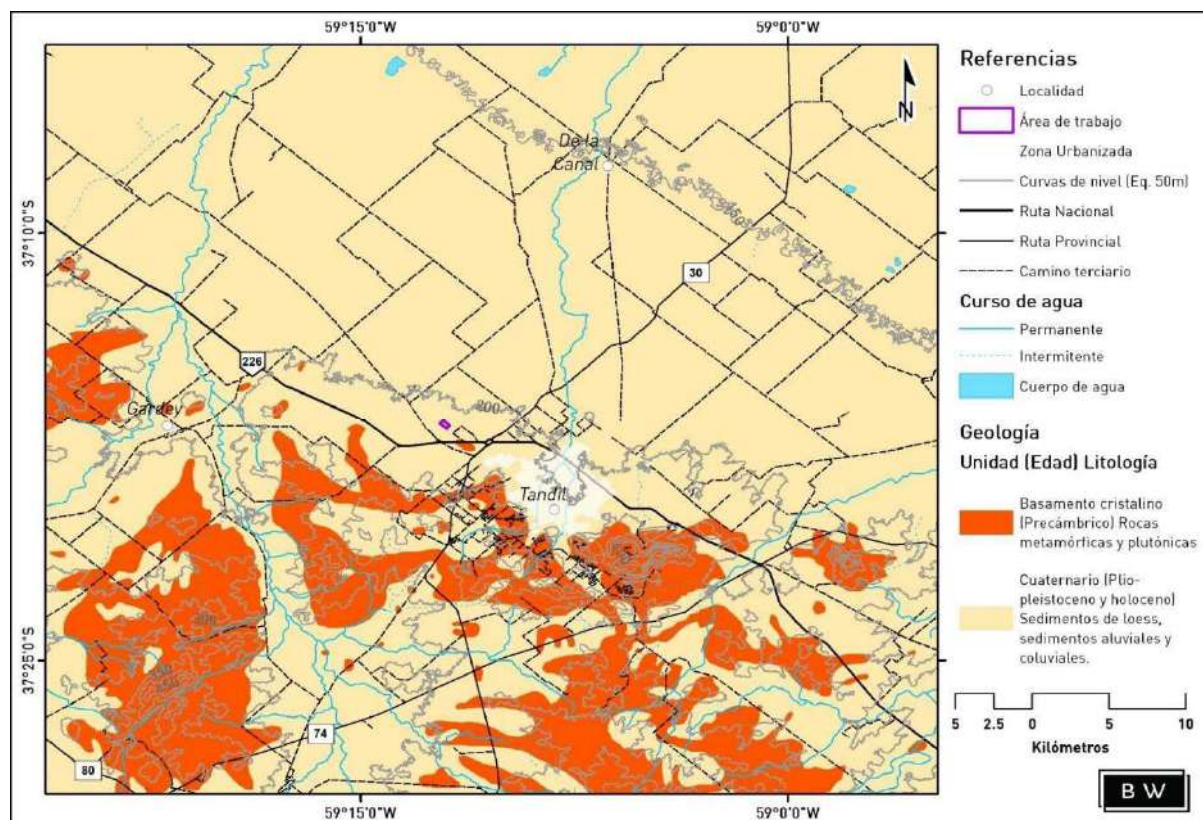 59°15'0"W
59°0'0"W
37°10'0"S
37°25'0"S
De la
Canal
150
30
226
200
Gardey
Tandil
74
80
59°15'0"W
59°0'0"W
N
Referencias
Localidad
Área de trabajo
Zona Urbanizada
Curvas de nivel (Eq. 50m)
Ruta Nacional
Ruta Provincial
Camino terciario
Curso de agua
Permanente
Intermitente
Cuerpo de agua
Geología
Unidad (Edad) Litología
Basamento cristalino
(Precámbrico) Rocas
metamórficas y plutónicas
Cuaternario (Plio-
pleistoceno y holoceno)
Sedimentos de loess,
sedimentos aluviales y
coluviales.
5 2.5 0 5 10
Kilómetros
B W